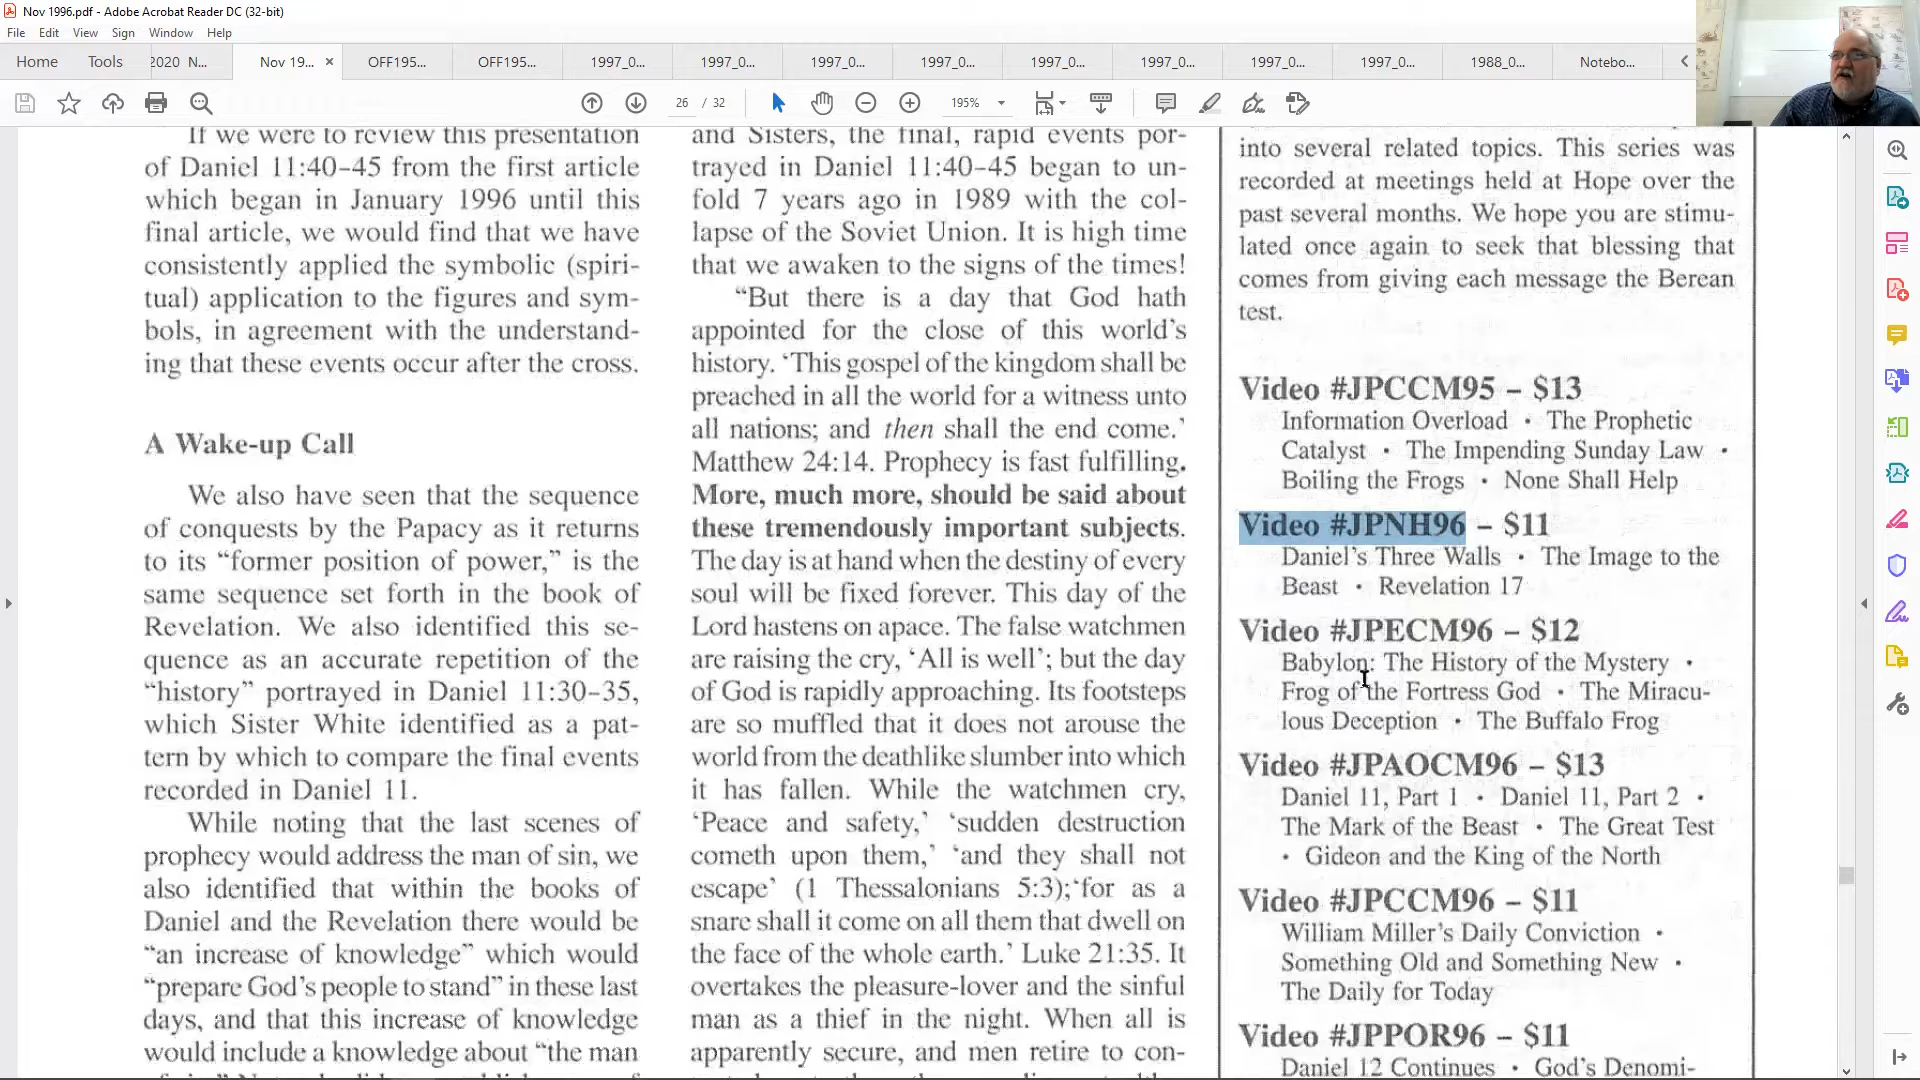 Nov 1996.pdf - Adobe Acrobat Reader DC (32-bit)
File Edit View Sign Window Help
Home Tools 2020 N... Nov 19... × OFF195... OFF195... 1997_0... 1997_0... 1997_0... 1997_0... 1997_0... 1997_0... 1997_0... 1997_0... 1988_0... Notebo...
26 / 32 195%
If we were to review this presentation
of Daniel 11:40–45 from the first article
which began in January 1996 until this
final article, we would find that we have
consistently applied the symbolic (spiri-
tual) application to the figures and sym-
bols, in agreement with the understand-
ing that these events occur after the cross.
A Wake-up Call
We also have seen that the sequence
of conquests by the Papacy as it returns
to its “former position of power,” is the
same sequence set forth in the book of
Revelation. We also identified this se-
quence as an accurate repetition of the
“history” portrayed in Daniel 11:30–35,
which Sister White identified as a pat-
tern by which to compare the final events
recorded in Daniel 11.
While noting that the last scenes of
prophecy would address the man of sin, we
also identified that within the books of
Daniel and the Revelation there would be
“an increase of knowledge” which would
“prepare God’s people to stand” in these last
days, and that this increase of knowledge
would include a knowledge about “the man
and Sisters, the final, rapid events por-
trayed in Daniel 11:40–45 began to un-
fold 7 years ago in 1989 with the col-
lapse of the Soviet Union. It is high time
that we awaken to the signs of the times!
“But there is a day that God hath
appointed for the close of this world’s
history. ‘This gospel of the kingdom shall be
preached in all the world for a witness unto
all nations; and then shall the end come.’
Matthew 24:14. Prophecy is fast fulfilling.
More, much more, should be said about
these tremendously important subjects.
The day is at hand when the destiny of every
soul will be fixed forever. This day of the
Lord hastens on apace. The false watchmen
are raising the cry, ‘All is well’; but the day
of God is rapidly approaching. Its footsteps
are so muffled that it does not arouse the
world from the deathlike slumber into which
it has fallen. While the watchmen cry,
‘Peace and safety,’ ‘sudden destruction
cometh upon them,’ ‘and they shall not
escape’ (1 Thessalonians 5:3);‘for as a
snare shall it come on all them that dwell on
the face of the whole earth.’ Luke 21:35. It
overtakes the pleasure-lover and the sinful
man as a thief in the night. When all is
apparently secure, and men retire to con-
into several related topics. This series was
recorded at meetings held at Hope over the
past several months. We hope you are stimu-
lated once again to seek that blessing that
comes from giving each message the Berean
test.
Video #JPCCM95 – $13
Information Overload • The Prophetic
Catalyst • The Impending Sunday Law •
Boiling the Frogs • None Shall Help
Video #JPNH96 – $11
Daniel’s Three Walls • The Image to the
Beast • Revelation 17
Video #JPECM96 – $12
Babylon: The History of the Mystery •
Frog of the Fortress God • The Miracu-
lous Deception • The Buffalo Frog
Video #JPAOCM96 – $13
Daniel 11, Part 1 • Daniel 11, Part 2 •
The Mark of the Beast • The Great Test
• Gideon and the King of the North
Video #JPCCM96 – $11
William Miller’s Daily Conviction •
Something Old and Something New •
The Daily for Today
Video #JPPOR96 – $11
Daniel 12 Continues • God’s Denomi-